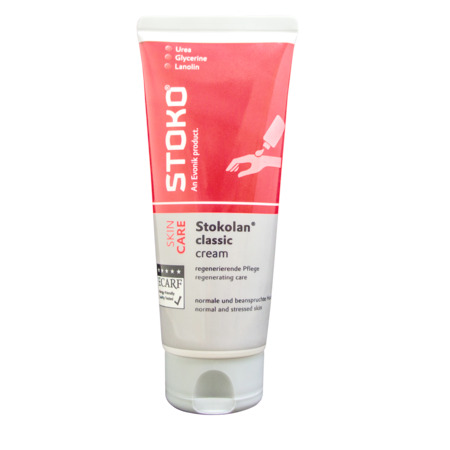 Urea
Glycerine
Lanolin
STOKO®
An Evonik product.
SKIN
CARE
Stokolan®
classic
cream
regenerierende Pflege
regenerating care
ECARF
normale und beanspruchte
normal and stressed skin